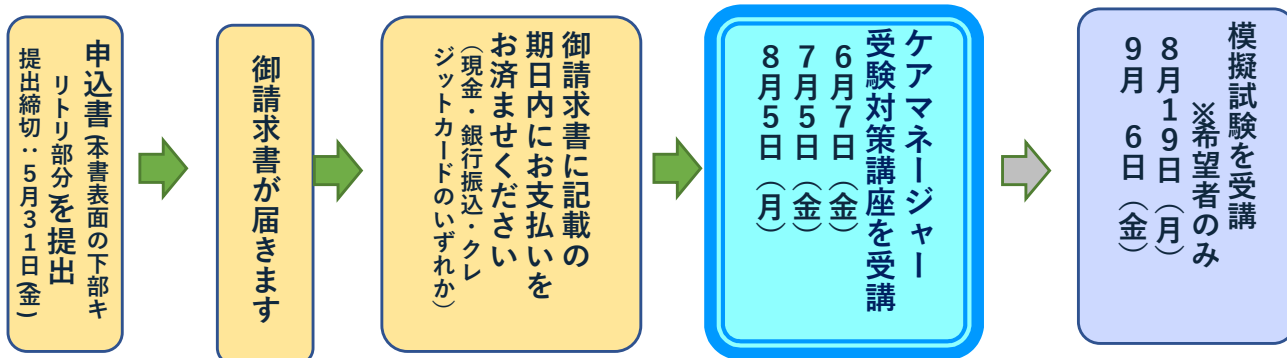 申込書(本書表面の下部キ
リトリ部分)を提出
提出締切:5月31日(金)
御請求書が届きます
御請求書に記載の
期日内にお支払いを
お済ませください
(現金・銀行振込・クレ
ジットカードのいずれか)
ケアマネージャー
受験対策講座を受講
6月7日(金)
7月5日(金)
8月5日(月)
模擬試験を受講
※希望者のみ
8月19日(月)
9月 6日(金)